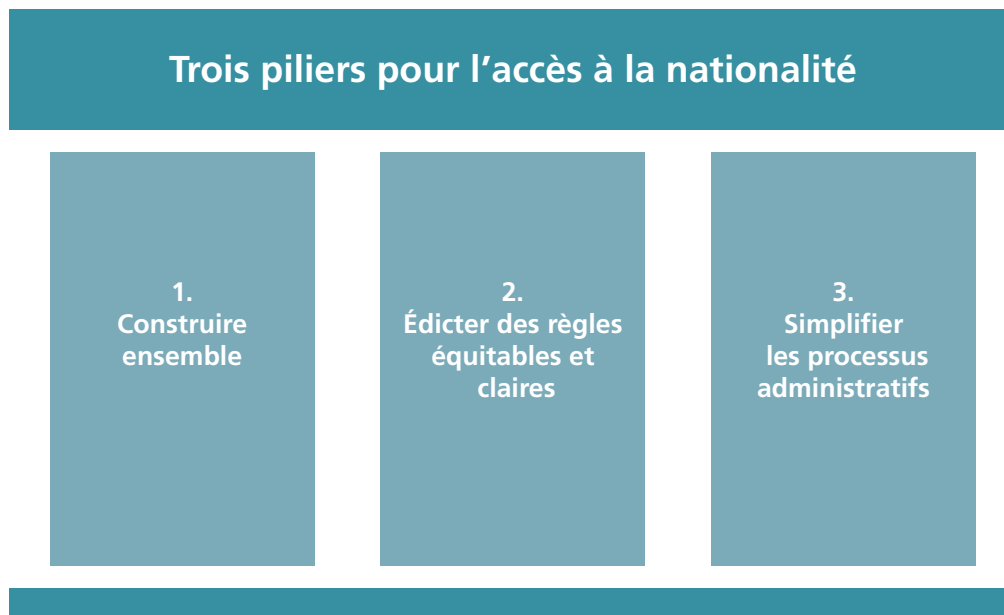 Trois piliers pour l'accès à la nationalité
1.
Construire
ensemble
2.
Édicter des règles
équitables et
claires
3.
Simplifier
les processus
administratifs